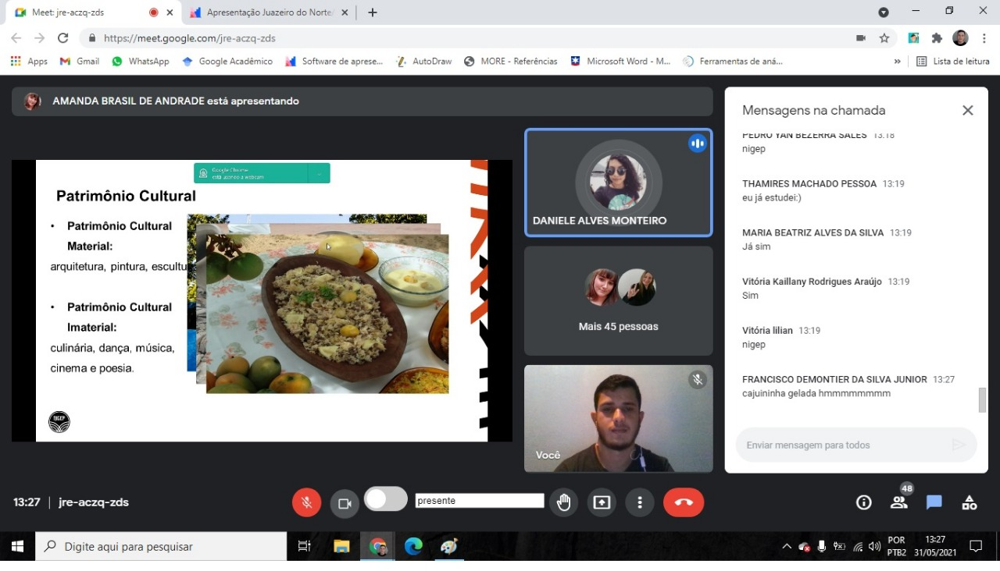 Meet: jre-aczq-zds
Apresentação Juazeiro do Norte/
https://meet.google.com/jre-aczq-zds
Apps
Gmail
WhatsApp
Google Acadêmico
Software de aprese...
AutoDraw
MORE - Referências
Microsoft Word - M...
Ferramentas de aná...
»
Lista de leitura
AMANDA BRASIL DE ANDRADE está apresentando
Google Chrome
está usando a webcam
Patrimônio Cultural
• Patrimônio Cultural
Material:
arquitetura, pintura, escultu
• Patrimônio Cultural
Imaterial:
culinária, dança, música,
cinema e poesia.
NIGEP
DANIELE ALVES MONTEIRO
Mais 45 pessoas
Você
Mensagens na chamada
PEDRO YAN BEZERRA SALES 13:18
nigep
THAMIRES MACHADO PESSOA 13:19
eu já estudei:)
MARIA BEATRIZ ALVES DA SILVA 13:19
Já sim
Vitória Kaillany Rodrigues Araújo 13:19
Sim
Vitória lilian 13:19
nigep
FRANCISCO DEMONTIER DA SILVA JUNIOR 13:27
cajuininha gelada hmmmmmmmm
Enviar mensagem para todos
13:27 | jre-aczq-zds
presente
48
Digite aqui para pesquisar
POR
PTB2
13:27
31/05/2021